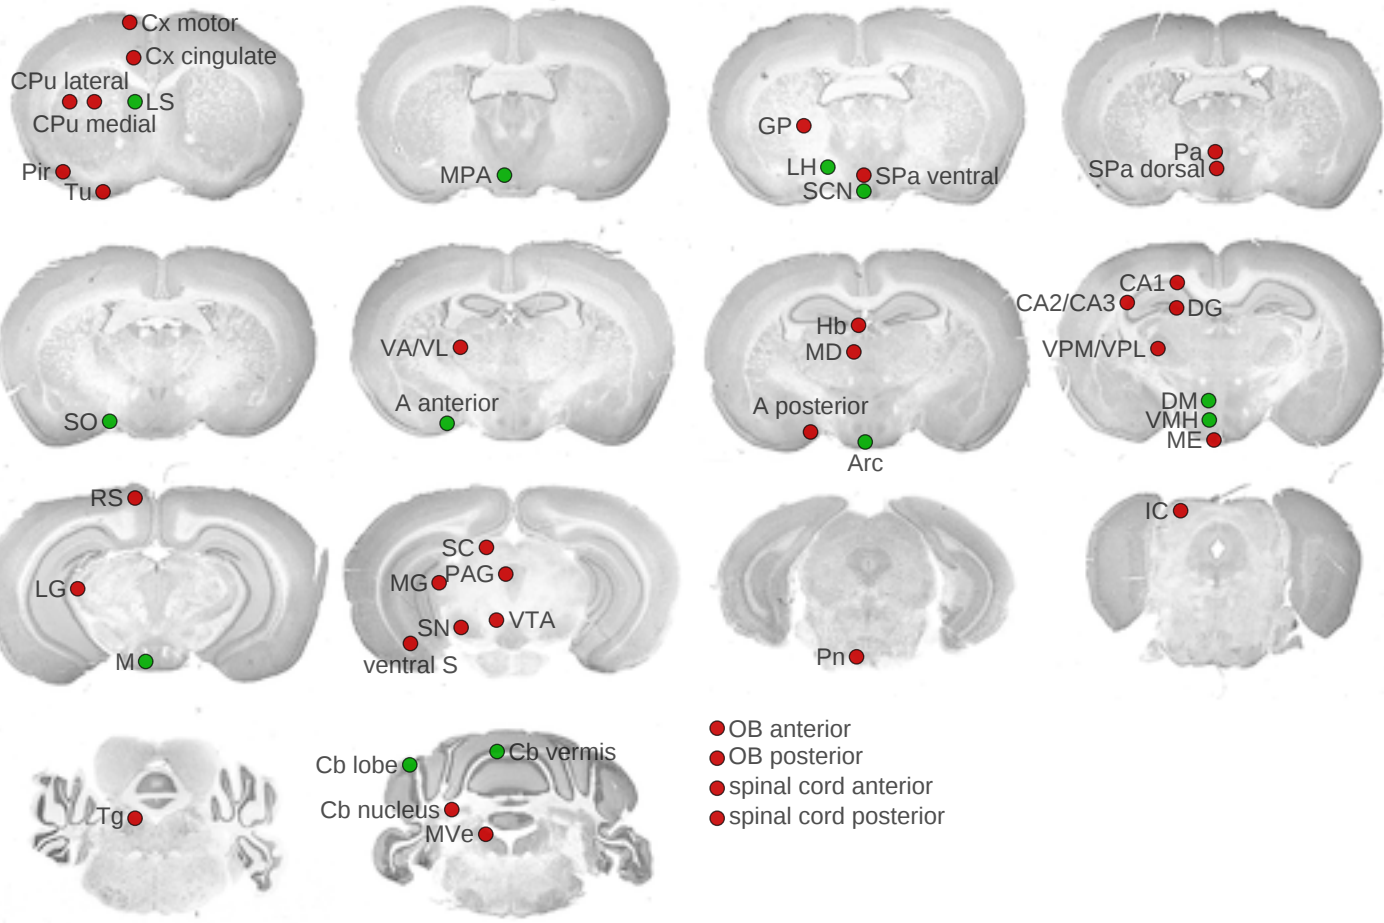 Cx motor
Cx cingulate
CPu lateral
LS
CPu medial
Pir
Tu
MPA
GP
LH
SPa ventral
SCN
Pa
SPa dorsal
SO
VA/VL
A anterior
Hb
MD
A posterior
Arc
CA1
CA2/CA3
DG
VPM/VPL
DM
VMH
ME
RS
LG
M
SC
MG
PAG
SN
VTA
ventral S
Pn
IC
Tg
Cb lobe
Cb vermis
Cb nucleus
MVe
OB anterior
OB posterior
spinal cord anterior
spinal cord posterior